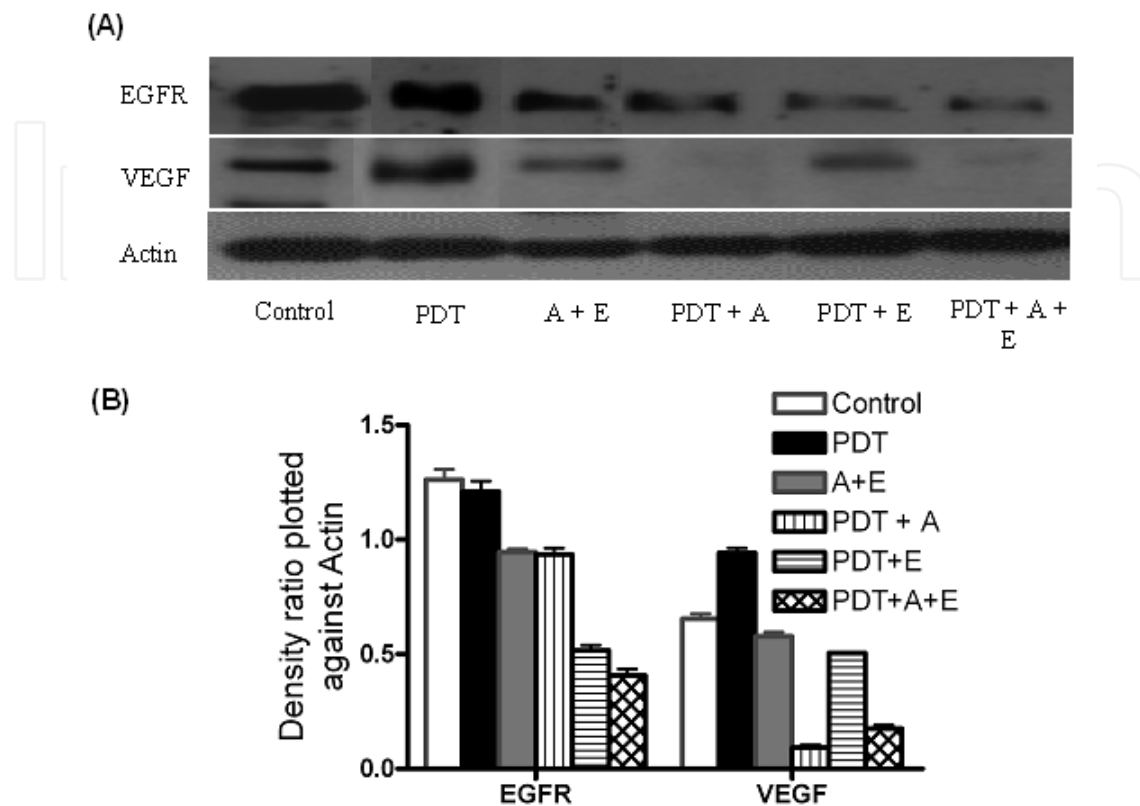 (A)
EGFR
VEGF
Actin
Control PDT A + E PDT + A PDT + E PDT + A +
E
(B)
Control
PDT
A+E
PDT + A
PDT+E
PDT+A+E
Density ratio plotted
against Actin
1.5
1.0
0.5
0.0
EGFR VEGF